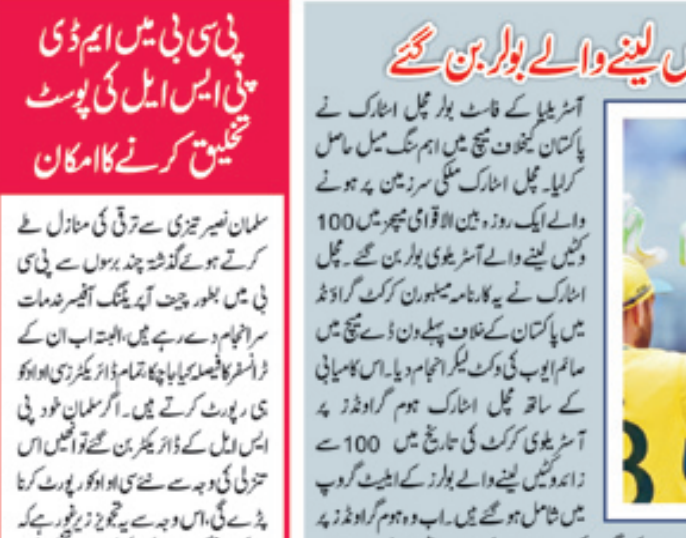 پی سی بی میں ایم ڈی
پی ایس ایل کی پوسٹ
تخلیق کرنے کا امکان
سلمان نصیر تیزی سے ترقی کی منازل طے
کرتے ہوئے گذشتہ چند برسوں سے پی سی
بی میں بطور چیف آپریٹنگ آفیسر خدمات
سرانجام دے رہے ہیں، البتہ اب ان کے
ٹرانسفر کا فیصلہ کیا جا چکا، تمام ڈائریکٹرز سی ای او کو
ہی رپورٹ کرتے ہیں۔ اگر سلمان خود پی
ایس ایل کے ڈائریکٹر بن گئے تو انھیں اس
تنزلی کی وجہ سے نئے سی او او کو رپورٹ کرنا
پڑے گی، اس وجہ سے یہ تجویز زیر غور ہے کہ
لینے والے بولر بن گئے
آسٹریلیا کے فاسٹ بولر مچل اسٹارک نے
پاکستان کیخلاف میچ میں اہم سنگ میل حاصل
کرلیا۔ مچل اسٹارک ملکی سرزمین پر ہونے
والے ایک روزہ بین الاقوامی میچز میں 100
وکٹیں لینے والے آسٹریلوی بولر بن گئے۔ مچل
اسٹارک نے یہ کارنامہ میلبورن کرکٹ گراؤنڈ
میں پاکستان کے خلاف پہلے ون ڈے میچ میں
صائم ایوب کی وکٹ لیکر انجام دیا۔ اس کامیابی
کے ساتھ مچل اسٹارک ہوم گراونڈز پر
آسٹریلوی کرکٹ کی تاریخ میں 100 سے
زائد وکٹیں لینے والے بولرز کے ایلیٹ گروپ
میں شامل ہو گئے ہیں۔ اب وہ ہوم گراونڈز پر